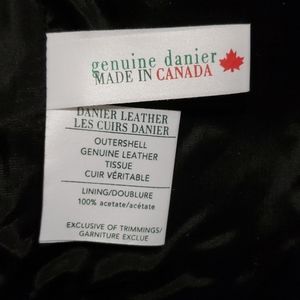 genuine danier
MADE IN CANADA
DANIER LEATHER
LES CUIRS DANIER
OUTERSHELL
GENUINE LEATHER
TISSUE
CUIR VÉRITABLE
LINING/DOUBLURE
100% acetate/acétate
EXCLUSIVE OF TRIMMINGS/
GARNITURE EXCLUE